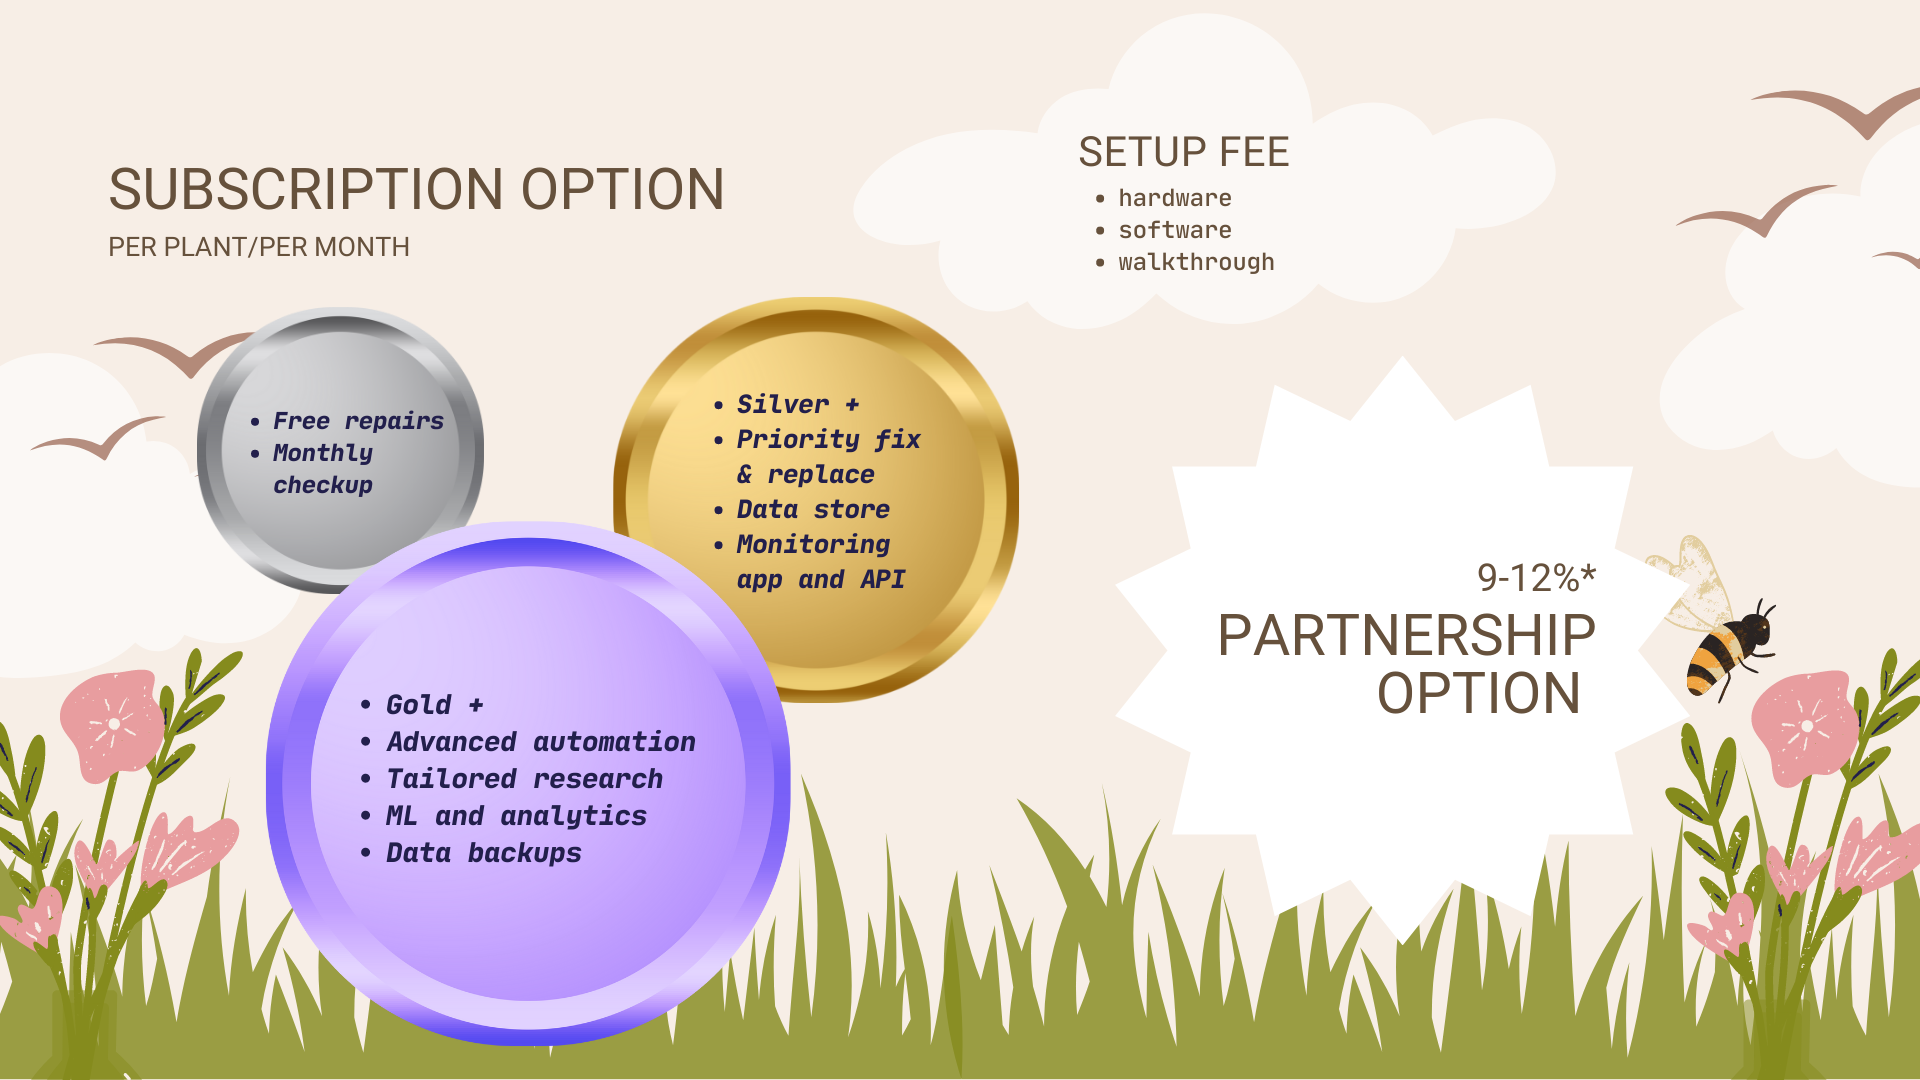 SUBSCRIPTION OPTION
PER PLANT/PER MONTH
SETUP FEE
• hardware
• software
• walkthrough
• Free repairs
• Monthly
checkup
• Silver +
• Priority fix
& replace
• Data store
• Monitoring
app and API
• Gold +
• Advanced automation
• Tailored research
• ML and analytics
• Data backups
9-12%*
PARTNERSHIP
OPTION